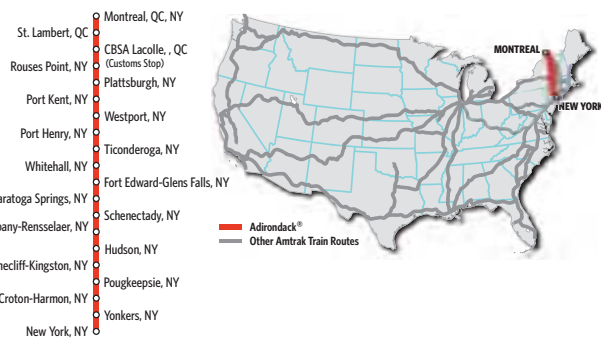 Montreal, QC, NY
St. Lambert, QC
CBSA Lacolle, , QC
(Customs Stop)
Rouses Point, NY
Plattsburgh, NY
Port Kent, NY
Westport, NY
Port Henry, NY
Ticonderoga, NY
Whitehall, NY
Fort Edward-Glens Falls, NY
aratoga Springs, NY
Schenectady, NY
bany-Rensselaer, NY
Hudson, NY
necliff-Kingston, NY
Pougkeepsie, NY
Croton-Harmon, NY
Yonkers, NY
New York, NY
MONTREAL
NEW YORK
Adirondack®
Other Amtrak Train Routes